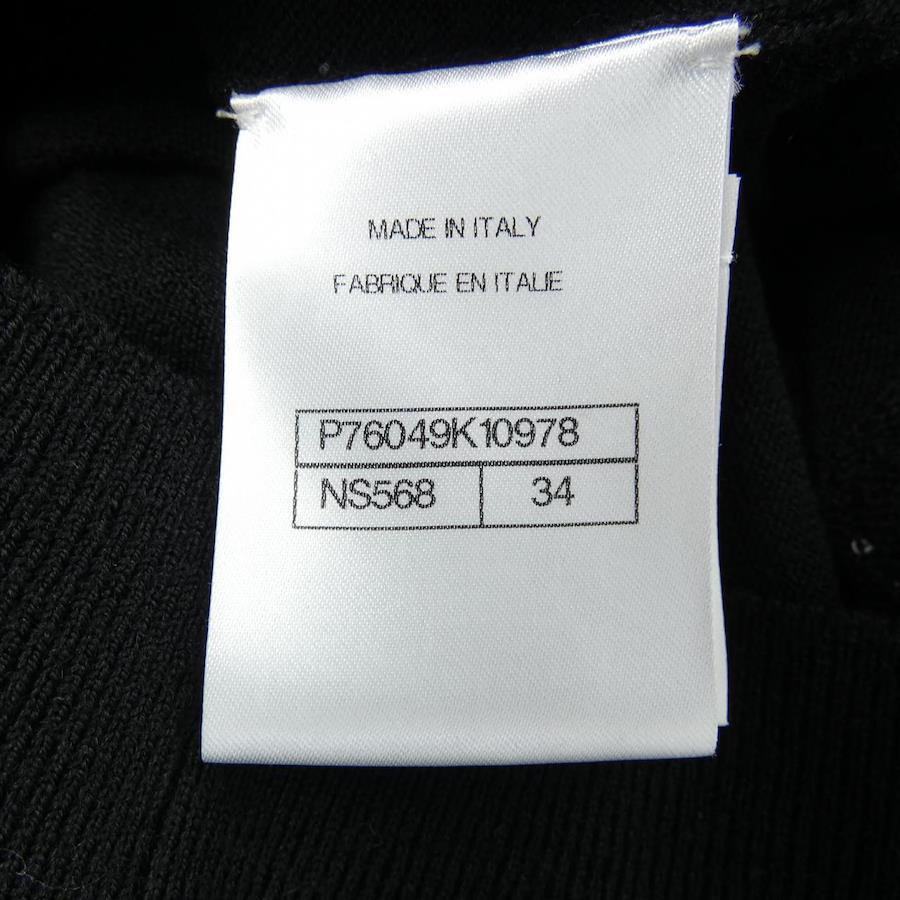 MADE IN ITALY
FABRIQUE EN ITALIE
P76049K10978
NS568 34